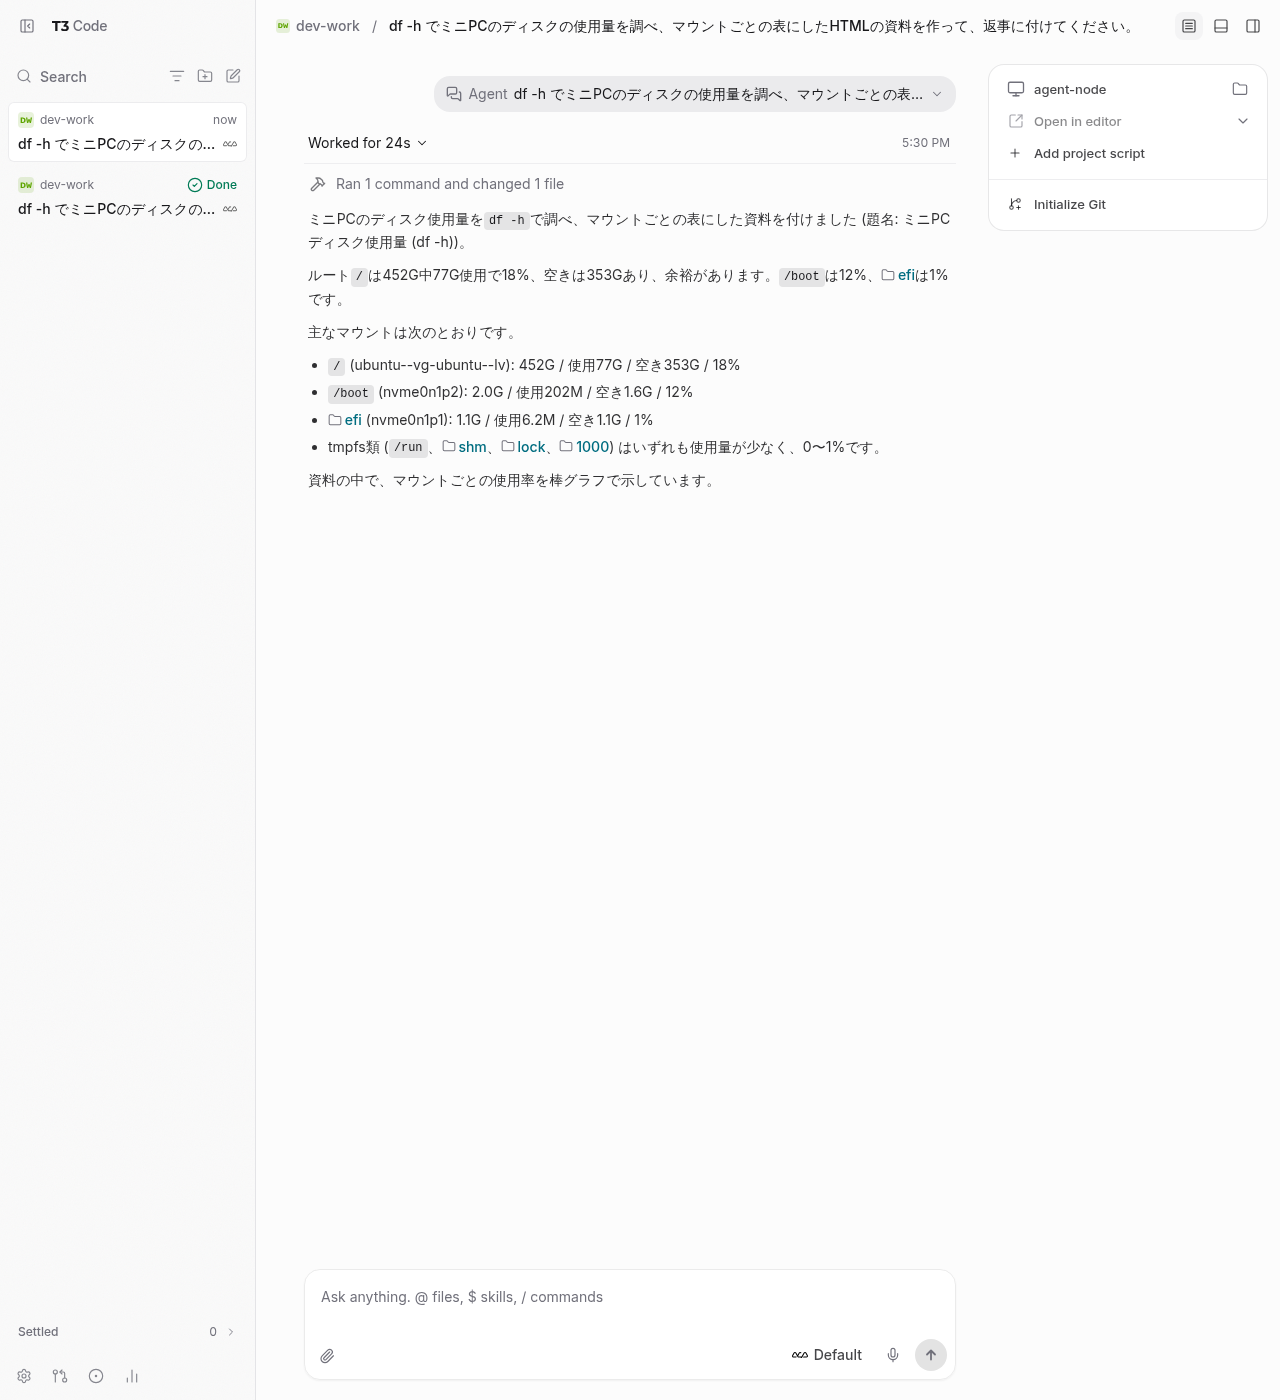 T3 Code
DW dev-work / df -h でミニPCのディスクの使用量を調べ、マウントごとの表にしたHTMLの資料を作って、返事に付けてください。
Search
DW dev-work now
df -h でミニPCのディスクの...
DW dev-work Done
df -h でミニPCのディスクの...
Agent df -h でミニPCのディスクの使用量を調べ、マウントごとの表...
Worked for 24s 5:30 PM
Ran 1 command and changed 1 file
ミニPCのディスク使用量を df -h で調べ、マウントごとの表にした資料を付けました (題名: ミニPC
ディスク使用量 (df -h))。
ルート / は452G中77G使用で18%、空きは353Gあり、余裕があります。 /boot は12%、 efiは1%
です。
主なマウントは次のとおりです。
• / (ubuntu--vg-ubuntu--lv): 452G / 使用77G / 空き353G / 18%
• /boot (nvme0n1p2): 2.0G / 使用202M / 空き1.6G / 12%
• efi (nvme0n1p1): 1.1G / 使用6.2M / 空き1.1G / 1%
• tmpfs類 ( /run 、 shm、 lock、 1000) はいずれも使用量が少なく、0〜1%です。
資料の中で、マウントごとの使用率を棒グラフで示しています。
agent-node
Open in editor
Add project script
Initialize Git
Ask anything. @ files, $ skills, / commands
Default
Settled 0